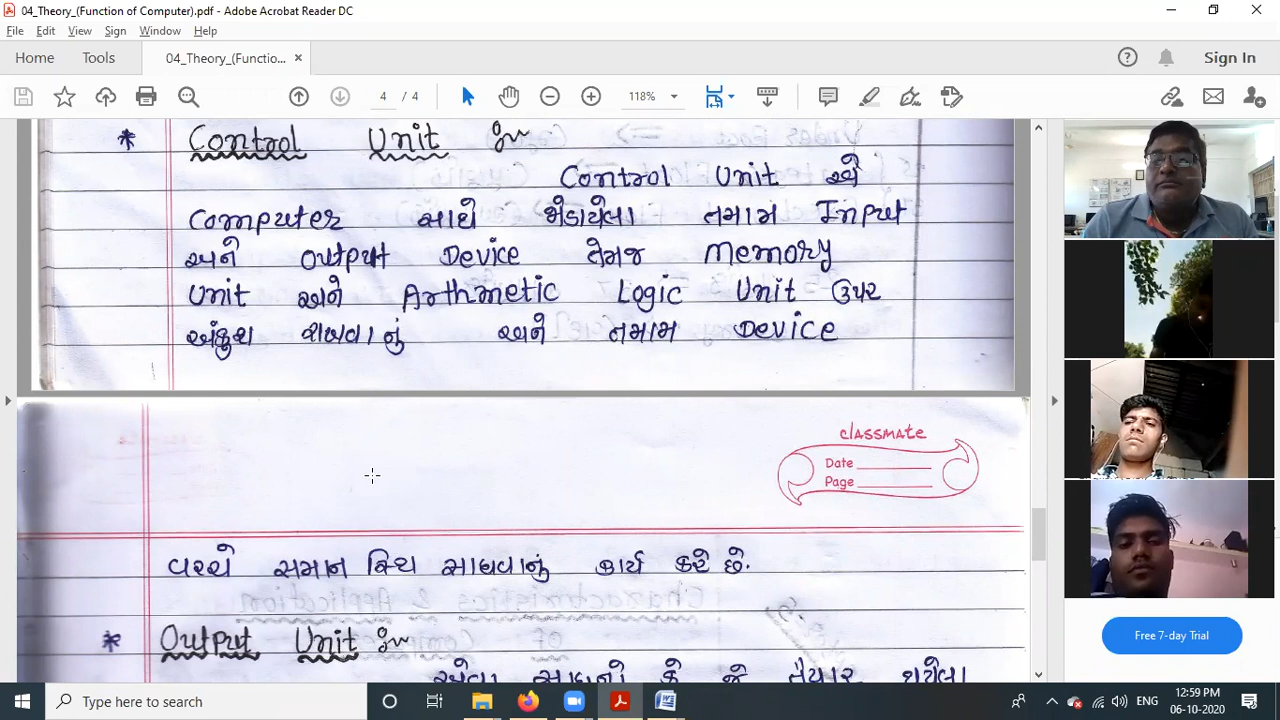 04_Theory_(Function of Computer).pdf - Adobe Acrobat Reader DC
File Edit View Sign Window Help
Home Tools 04_Theory_(Functio... × Sign In
4 / 4 118%
* Control Unit :-
Control Unit એ
Computer સાથે જોડાયેલા તમામ Input
અને Output Device તેમજ Memory
Unit અને Arthmetic Logic Unit ઉપર
અંકુશ રાખવાનું અને તમામ Device
classmate
Date
Page
વચ્ચે સમાન સ્થિ સાધવાનું કાર્ય કરે છે.
* Output Unit :-
એવા સાધનો કે જે તૈયાર થયેલા
Free 7-day Trial
Type here to search
ENG 12:59 PM
06-10-2020